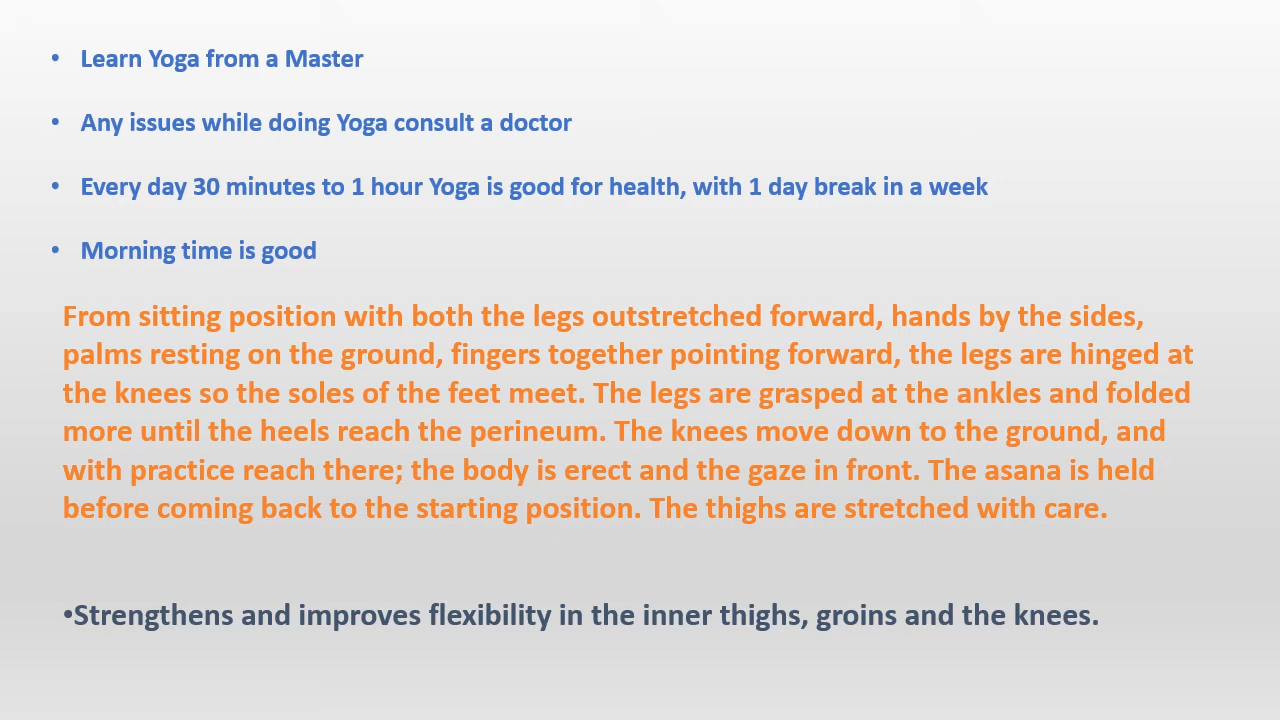 • Learn Yoga from a Master
• Any issues while doing Yoga consult a doctor
• Every day 30 minutes to 1 hour Yoga is good for health, with 1 day break in a week
• Morning time is good
From sitting position with both the legs outstretched forward, hands by the sides,
palms resting on the ground, fingers together pointing forward, the legs are hinged at
the knees so the soles of the feet meet. The legs are grasped at the ankles and folded
more until the heels reach the perineum. The knees move down to the ground, and
with practice reach there; the body is erect and the gaze in front. The asana is held
before coming back to the starting position. The thighs are stretched with care.
•Strengthens and improves flexibility in the inner thighs, groins and the knees.